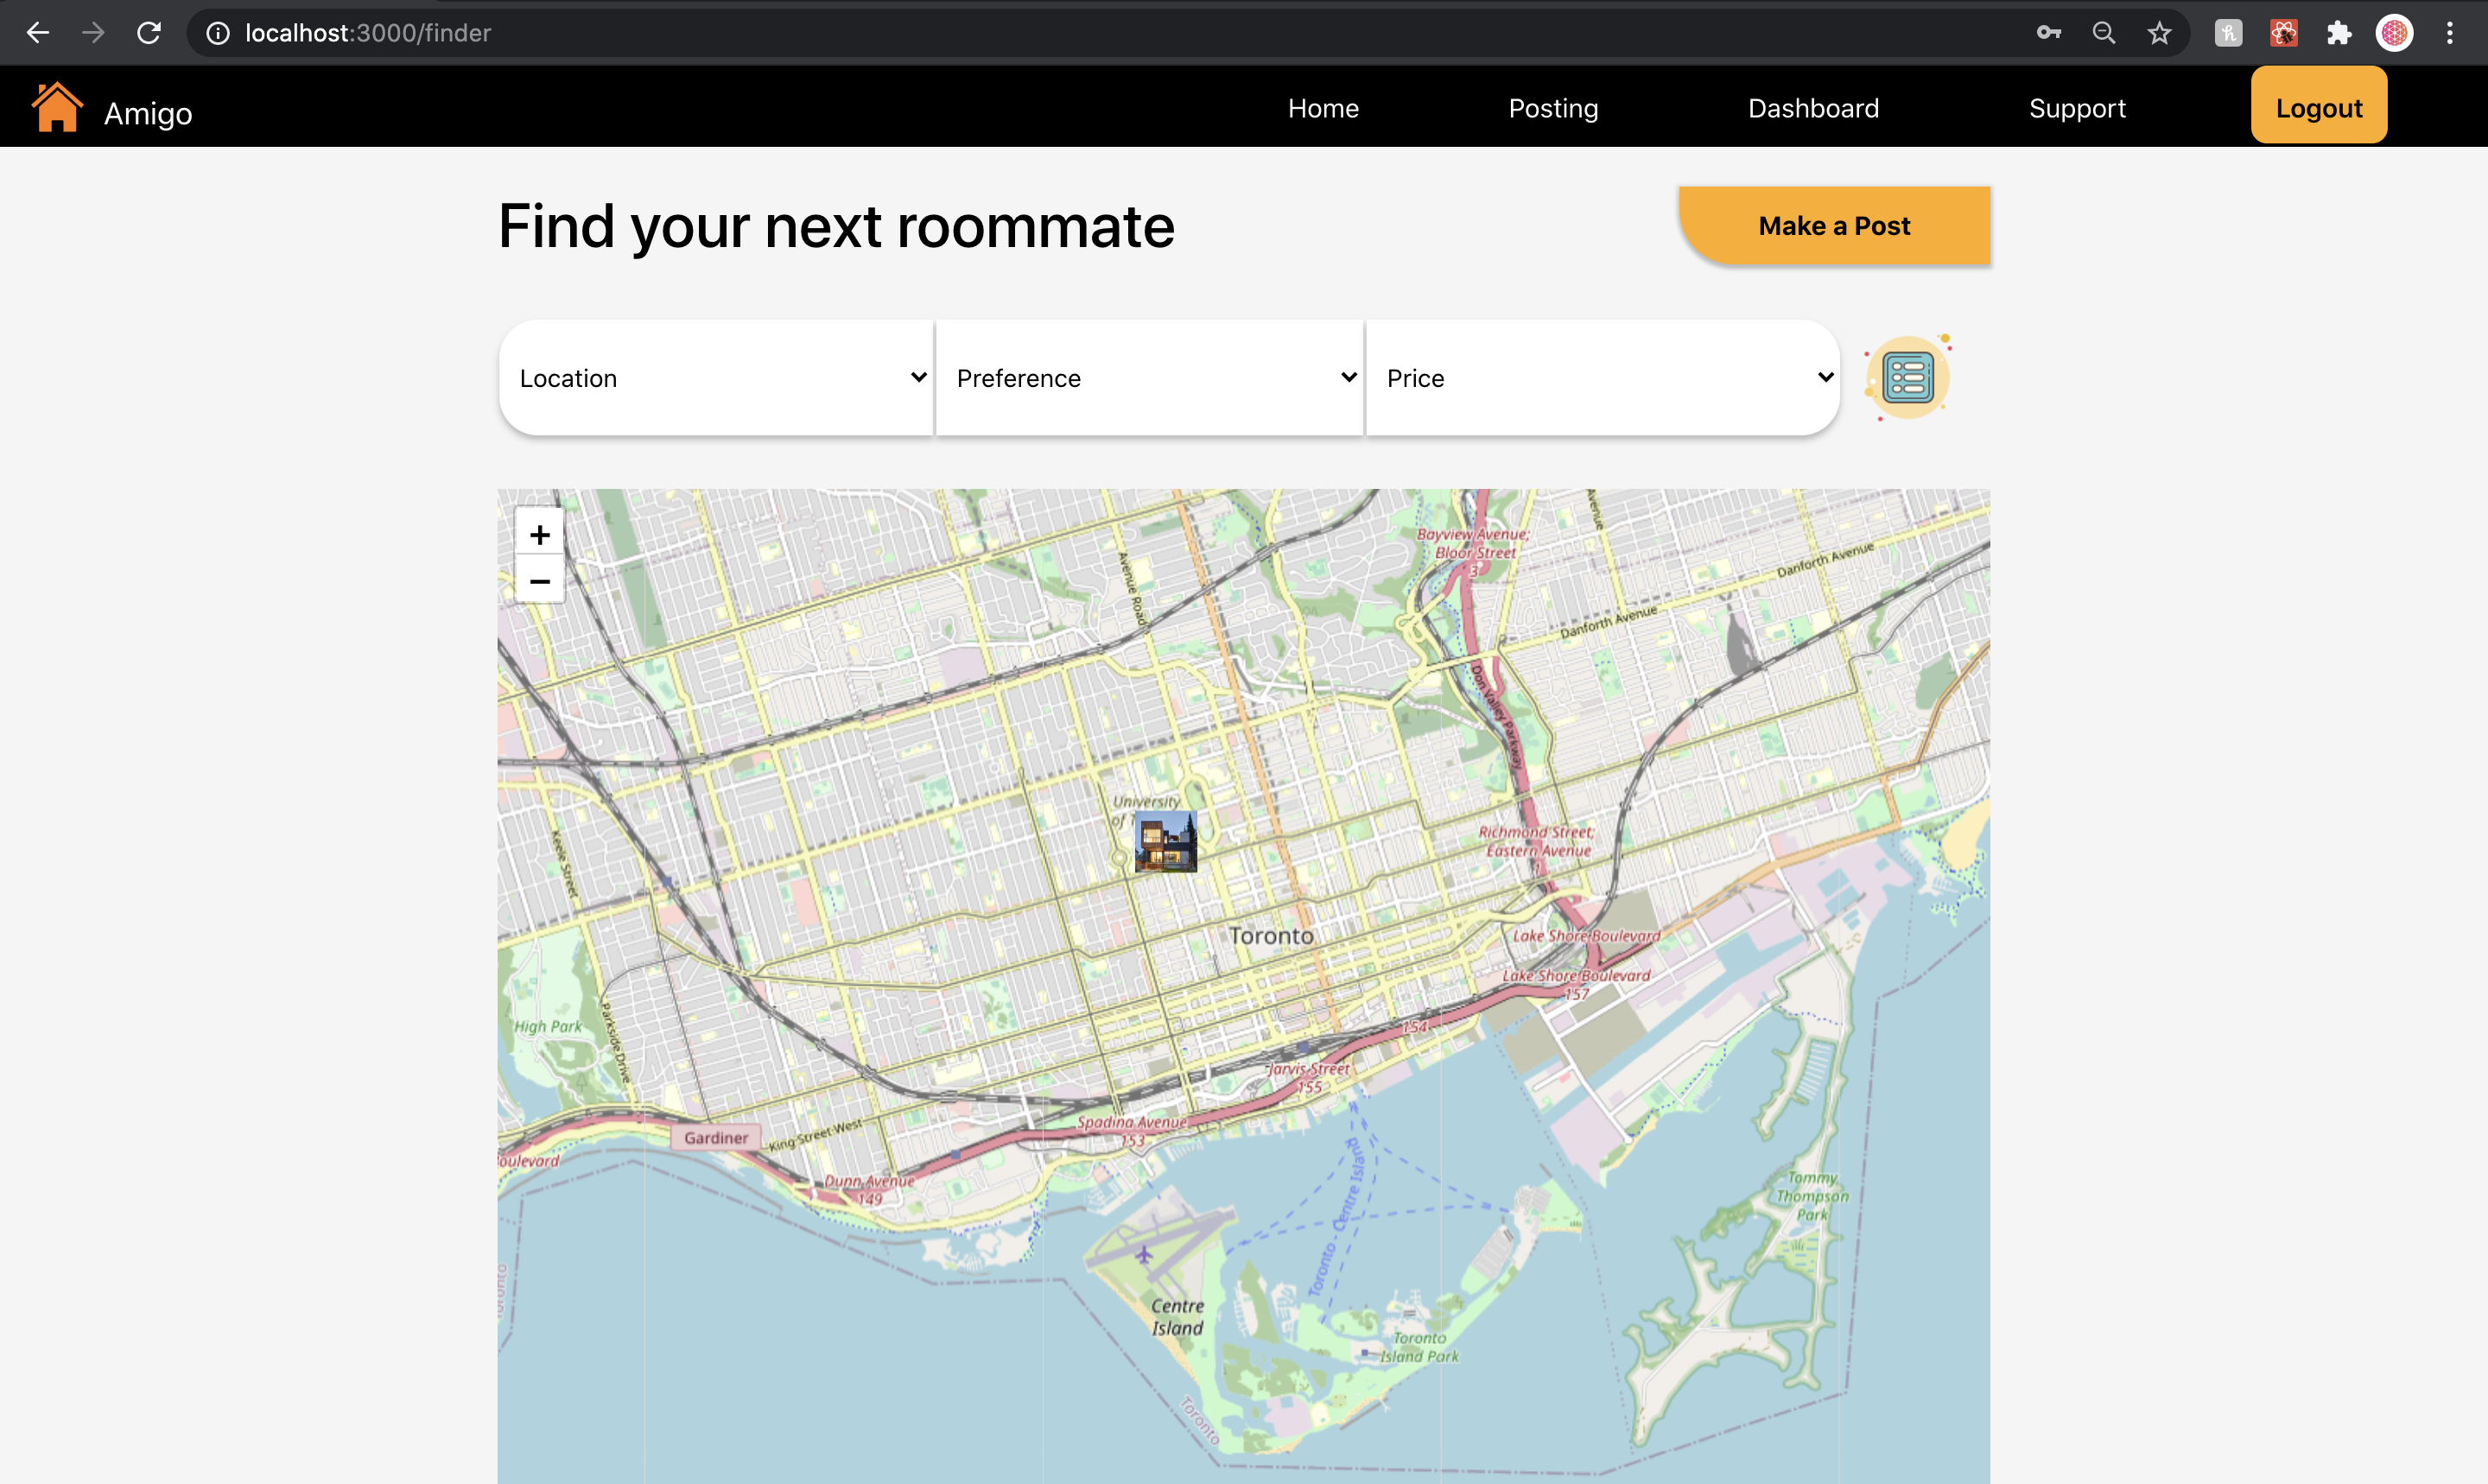 localhost:3000/finder
Amigo
Home
Posting
Dashboard
Support
Logout
Find your next roommate
Make a Post
Location
Preference
Price
+
−
Bayview Avenue;
Bloor Street
3
Avenue
Danforth Avenue
Avenue Road
Danforth Avenue
Don Valley Parkway
University
of T
Richmond Street;
Eastern Avenue
1
Keele Street
Toronto
Lake Shore Boulevard
Lake Shore Boulevard
157
High Park
Parkside Drive
154
Jarvis Street
155
Spadina Avenue
153
Gardiner
King Street West
oulevard
Dunn Avenue
149
Toronto - Centre Island
Tommy
Thompson
Park
Centre
Island
Toronto
Island Park
Toronto